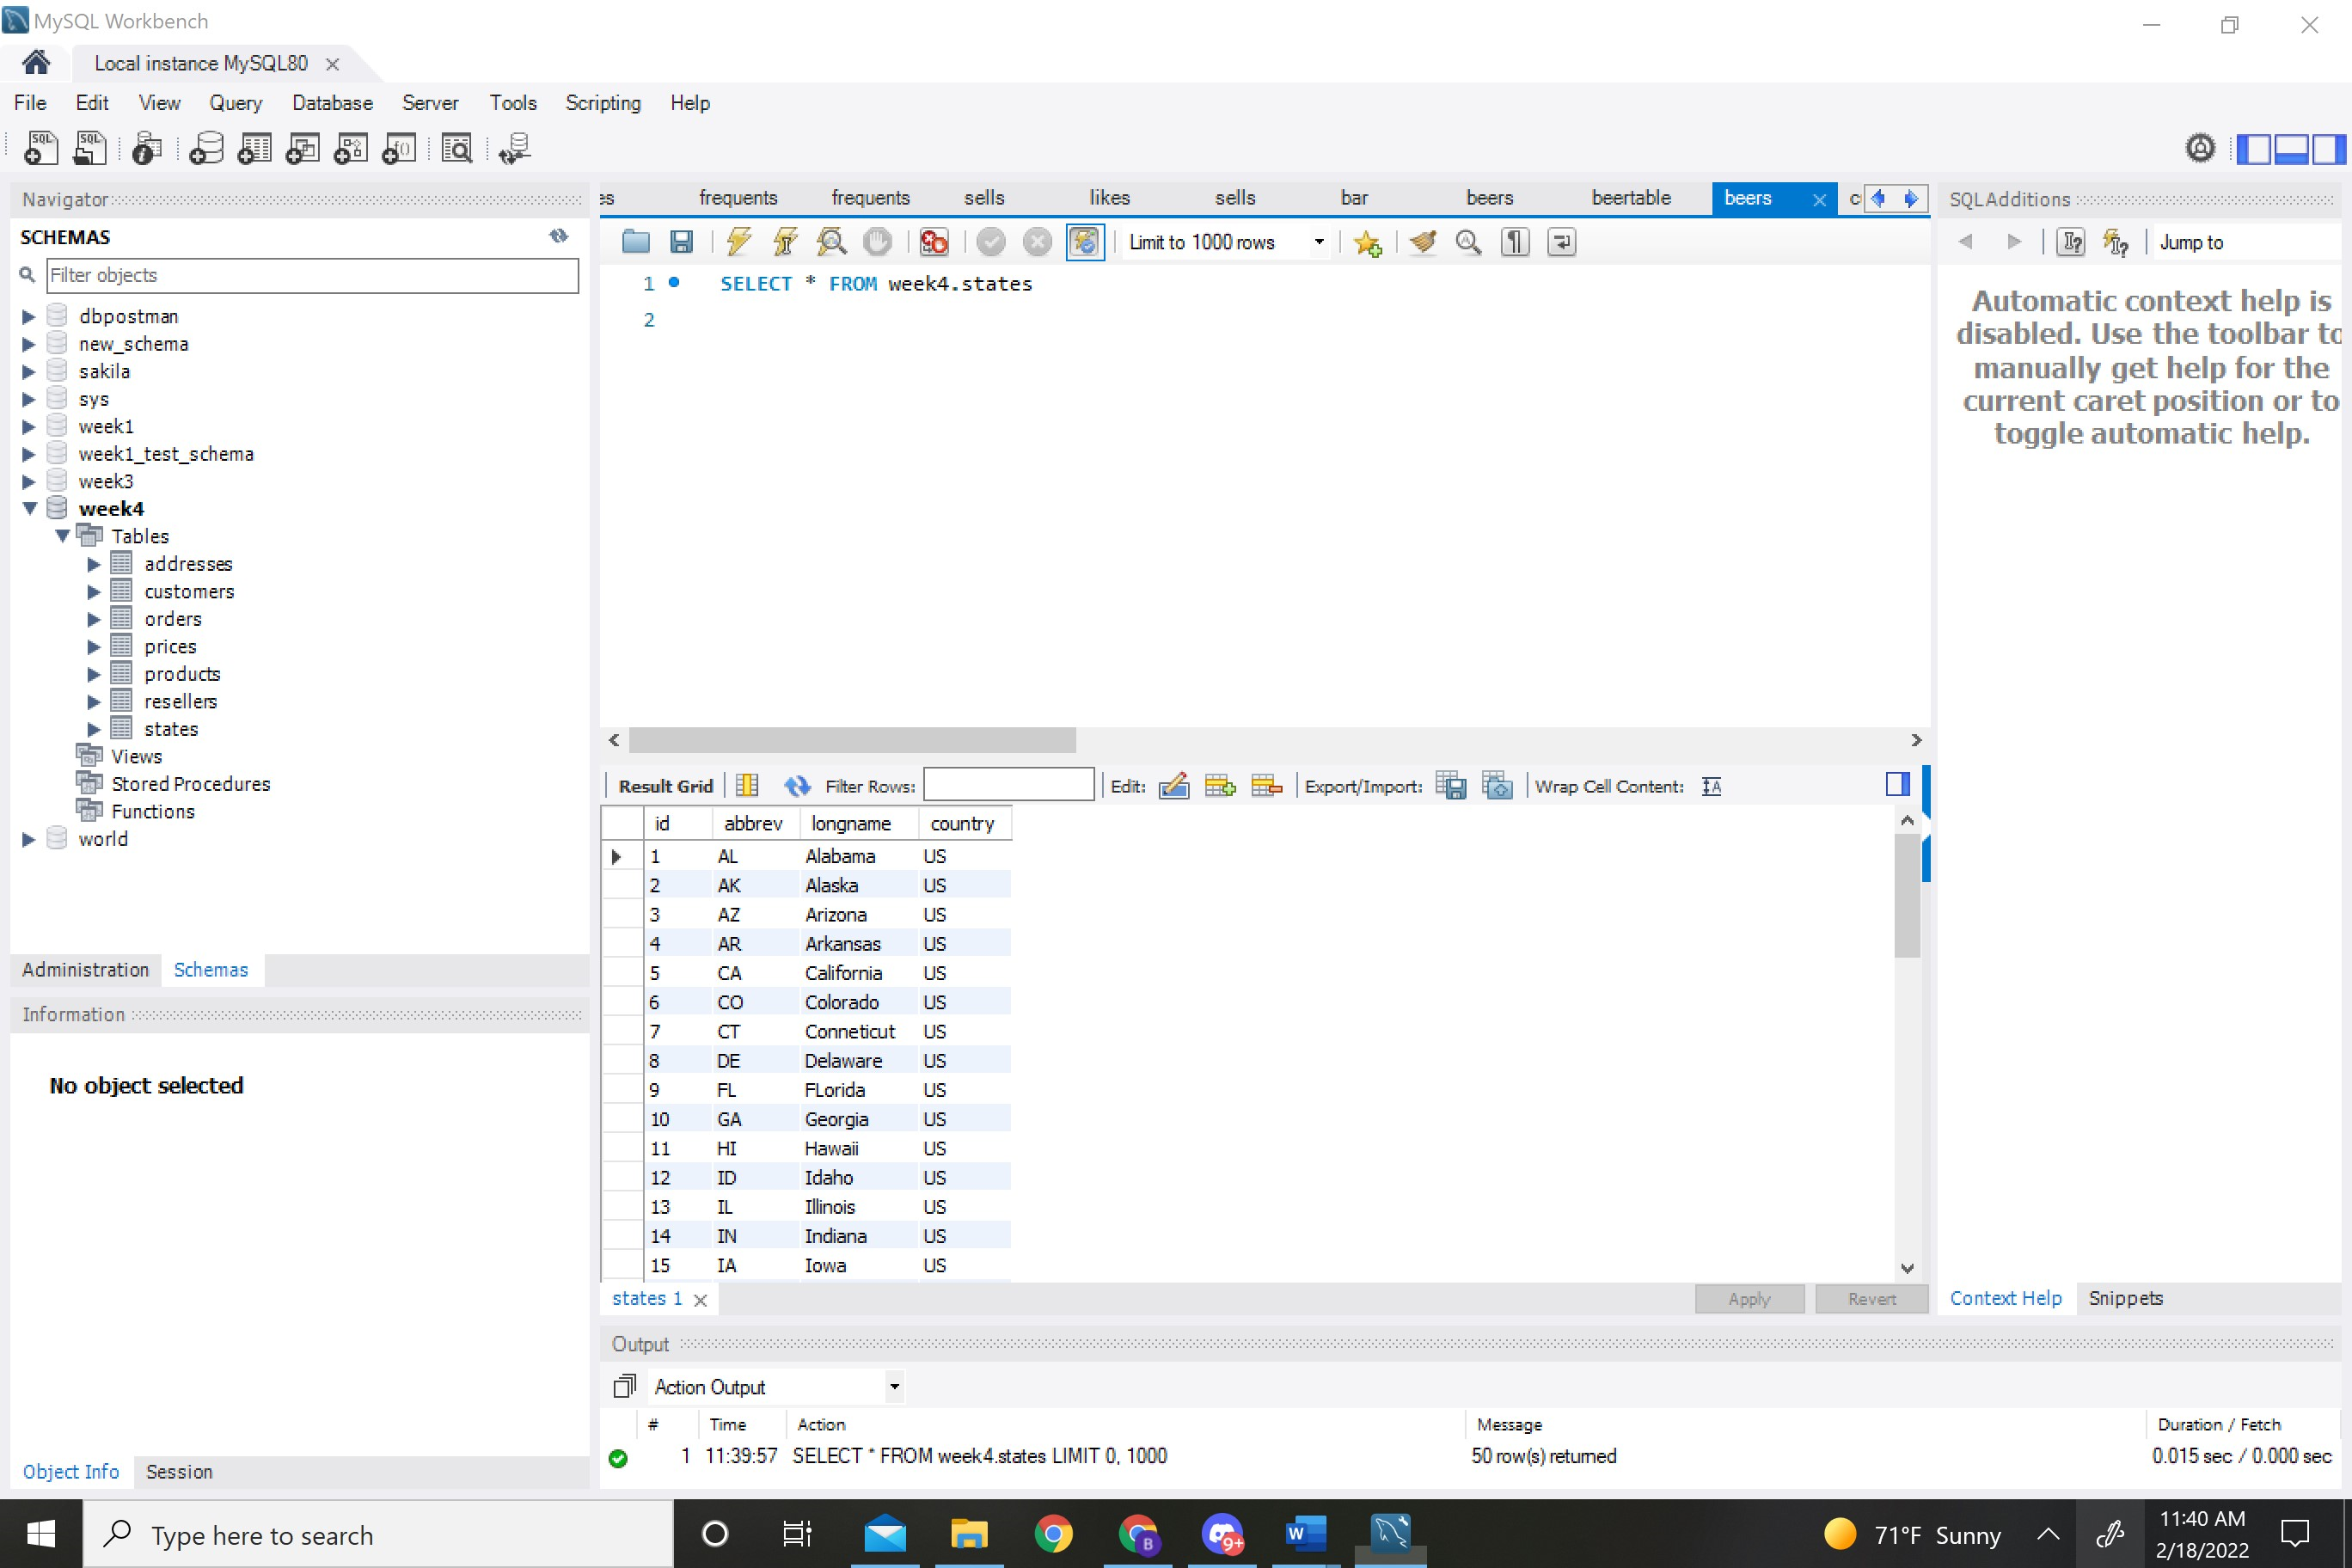 MySQL Workbench
Local instance MySQL80
File Edit View Query Database Server Tools Scripting Help
Navigator
SCHEMAS
Filter objects
dbpostman
new_schema
sakila
sys
week1
week1_test_schema
week3
week4
Tables
addresses
customers
orders
prices
products
resellers
states
Views
Stored Procedures
Functions
world
Administration Schemas
Information
No object selected
Object Info Session
es frequents frequents sells likes sells bar beers beertable beers c
Limit to 1000 rows
1 SELECT * FROM week4.states
2
Result Grid Filter Rows: Edit: Export/Import: Wrap Cell Content:
id abbrev longname country
1 AL Alabama US
2 AK Alaska US
3 AZ Arizona US
4 AR Arkansas US
5 CA California US
6 CO Colorado US
7 CT Conneticut US
8 DE Delaware US
9 FL FLorida US
10 GA Georgia US
11 HI Hawaii US
12 ID Idaho US
13 IL Illinois US
14 IN Indiana US
15 IA Iowa US
states 1 Apply Revert
SQLAdditions
Jump to
Automatic context help is
disabled. Use the toolbar to
manually get help for the
current caret position or to
toggle automatic help.
Context Help Snippets
Output
Action Output
# Time Action Message Duration / Fetch
1 11:39:57 SELECT * FROM week4.states LIMIT 0, 1000 50 row(s) returned 0.015 sec / 0.000 sec
Type here to search
B
9+
W
71°F Sunny
11:40 AM
2/18/2022